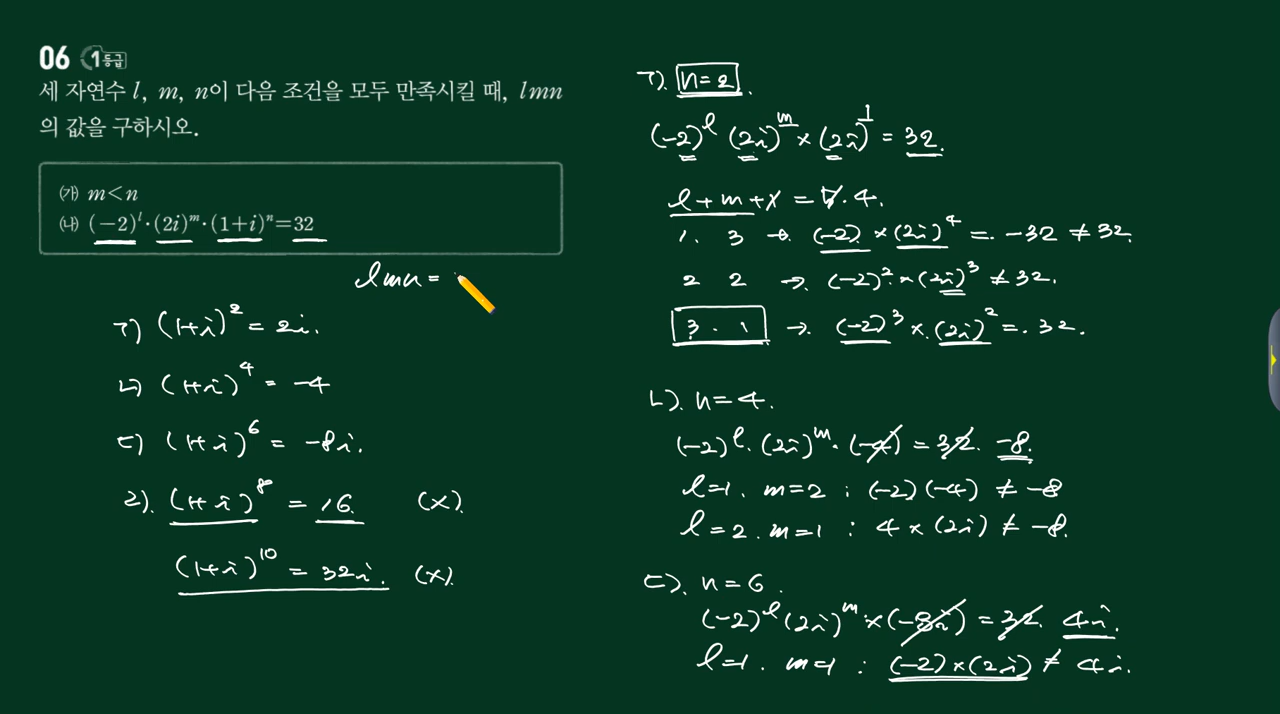 06 1등급
세 자연수 l, m, n이 다음 조건을 모두 만족시킬 때, lmn
의 값을 구하시오.
㈎ m<n
㈏ (-2)^l·(2i)^m·(1+i)^n=32
lmn =
ㄱ) (1+i)^2 = 2i.
ㄴ) (1+i)^4 = -4
ㄷ) (1+i)^6 = -8i.
ㄹ). (1+i)^8 = 16 (X).
(1+i)^10 = 32i. (X).
ㄱ). n=2.
(-2)^l (2i)^m × (2i)^1 = 32.
l+m+1 = 5. 4.
1. 3 → (-2) × (2i)^4 = -32 ≠ 32.
2 2 → (-2)^2 × (2i)^3 ≠ 32.
3 . 1 → (-2)^3 × (2i)^2 = 32.
ㄴ). n=4.
(-2)^l · (2i)^m · (-4) = 32. -8.
l=1. m=2 : (-2)(-4) ≠ -8
l=2. m=1 : 4 × (2i) ≠ -8.
ㄷ). n=6.
(-2)^l (2i)^m × (-8i) = 32. 4i.
l=1. m=1 : (-2)×(2i) ≠ 4i.